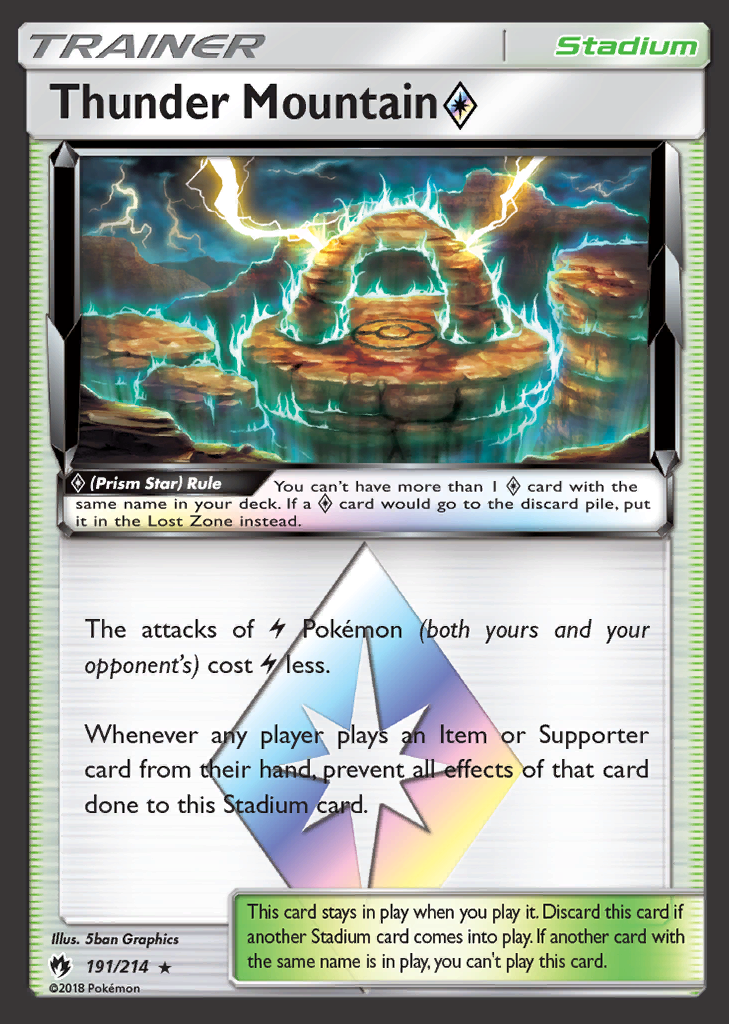 TRAINER
Stadium
Thunder Mountain ◇
◇ (Prism Star) Rule You can't have more than 1 ◇ card with the
same name in your deck. If a ◇ card would go to the discard pile, put
it in the Lost Zone instead.
The attacks of ⚡ Pokémon (both yours and your
opponent's) cost ⚡ less.
Whenever any player plays an Item or Supporter
card from their hand, prevent all effects of that card
done to this Stadium card.
This card stays in play when you play it. Discard this card if
another Stadium card comes into play. If another card with
the same name is in play, you can't play this card.
Illus. 5ban Graphics
191/214 ★
©2018 Pokémon